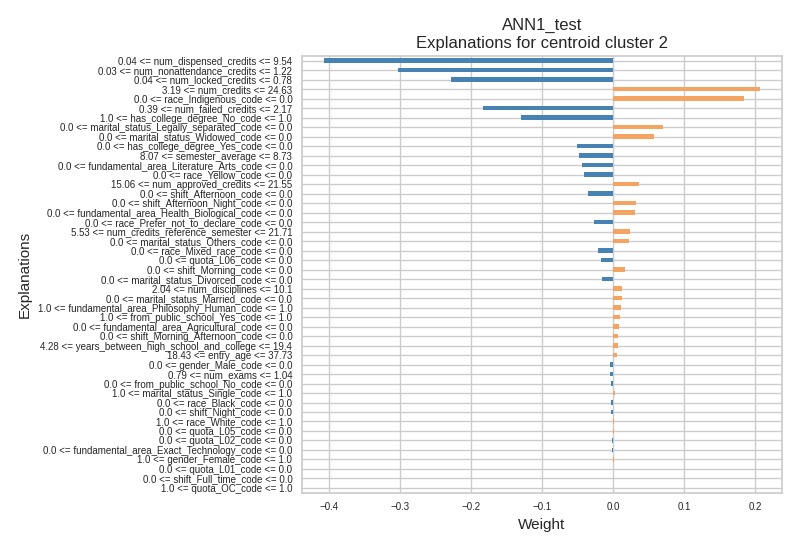 ANN1_test
Explanations for centroid cluster 2
0.04 <= num_dispensed_credits <= 9.54
0.03 <= num_nonattendance_credits <= 1.22
0.04 <= num_locked_credits <= 0.78
3.19 <= num_credits <= 24.63
0.0 <= race_Indigenous_code <= 0.0
0.39 <= num_failed_credits <= 2.17
1.0 <= has_college_degree_No_code <= 1.0
0.0 <= marital_status_Legally_separated_code <= 0.0
0.0 <= marital_status_Widowed_code <= 0.0
0.0 <= has_college_degree_Yes_code <= 0.0
8.07 <= semester_average <= 8.73
0.0 <= fundamental_area_Literature_Arts_code <= 0.0
0.0 <= race_Yellow_code <= 0.0
15.06 <= num_approved_credits <= 21.55
0.0 <= shift_Afternoon_code <= 0.0
0.0 <= shift_Afternoon_Night_code <= 0.0
0.0 <= fundamental_area_Health_Biological_code <= 0.0
0.0 <= race_Prefer_not_to_declare_code <= 0.0
5.53 <= num_credits_reference_semester <= 21.71
0.0 <= marital_status_Others_code <= 0.0
0.0 <= race_Mixed_race_code <= 0.0
0.0 <= quota_L06_code <= 0.0
0.0 <= shift_Morning_code <= 0.0
0.0 <= marital_status_Divorced_code <= 0.0
2.04 <= num_disciplines <= 10.1
0.0 <= marital_status_Married_code <= 0.0
1.0 <= fundamental_area_Philosophy_Human_code <= 1.0
1.0 <= from_public_school_Yes_code <= 1.0
0.0 <= fundamental_area_Agricultural_code <= 0.0
0.0 <= shift_Morning_Afternoon_code <= 0.0
4.28 <= years_between_high_school_and_college <= 19.4
18.43 <= entry_age <= 37.73
0.0 <= gender_Male_code <= 0.0
0.79 <= num_exams <= 1.04
0.0 <= from_public_school_No_code <= 0.0
1.0 <= marital_status_Single_code <= 1.0
0.0 <= race_Black_code <= 0.0
0.0 <= shift_Night_code <= 0.0
1.0 <= race_White_code <= 1.0
0.0 <= quota_L05_code <= 0.0
0.0 <= quota_L02_code <= 0.0
0.0 <= fundamental_area_Exact_Technology_code <= 0.0
1.0 <= gender_Female_code <= 1.0
0.0 <= quota_L01_code <= 0.0
0.0 <= shift_Full_time_code <= 0.0
1.0 <= quota_OC_code <= 1.0
Explanations
−0.4 −0.3 −0.2 −0.1 0.0 0.1 0.2
Weight